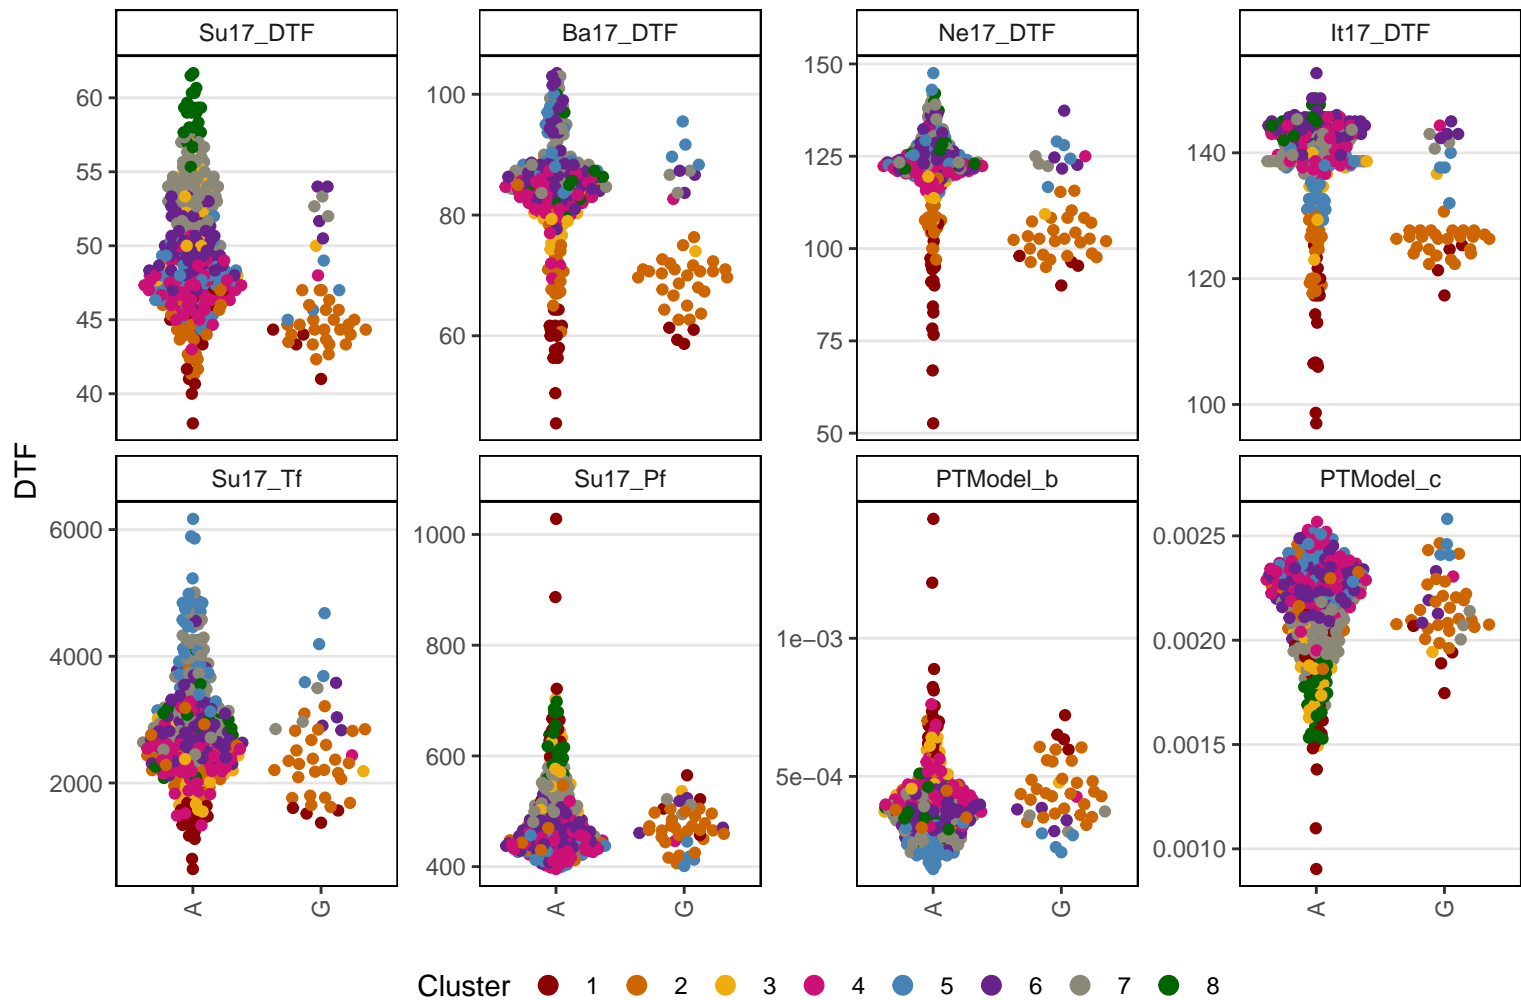 Su17_DTF
Ba17_DTF
Ne17_DTF
It17_DTF
60
55
50
45
40
100
80
60
150
125
100
75
50
140
120
100
DTF
Su17_Tf
Su17_Pf
PTModel_b
PTModel_c
6000
4000
2000
1000
800
600
400
1e−03
5e−04
0.0025
0.0020
0.0015
0.0010
A G
A G
A G
A G
Cluster 1 2 3 4 5 6 7 8